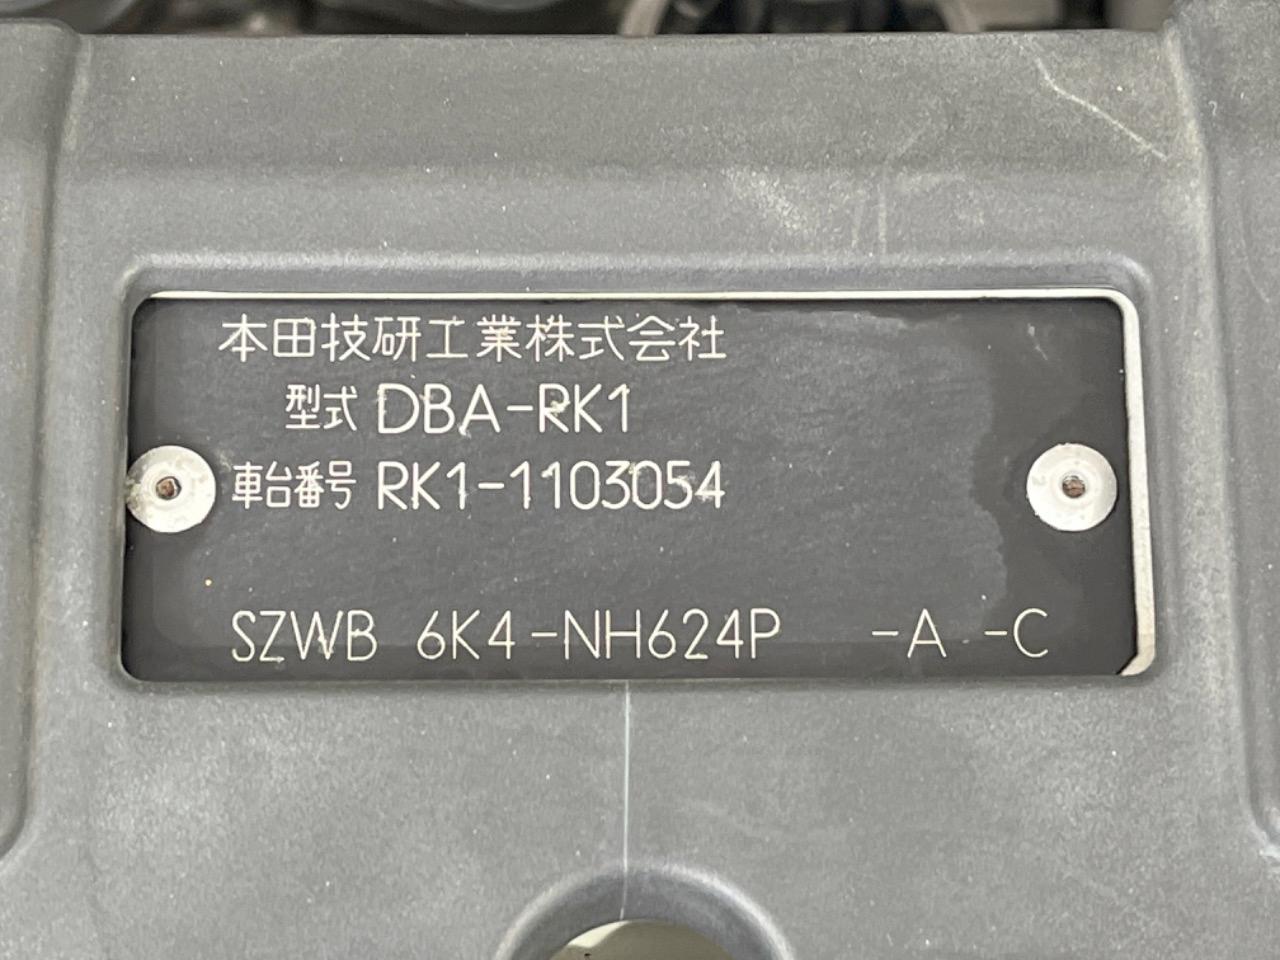 本田技研工業株式会社
型式 DBA-RK1
車台番号 RK1-1103054
SZWB 6K4-NH624P -A -C